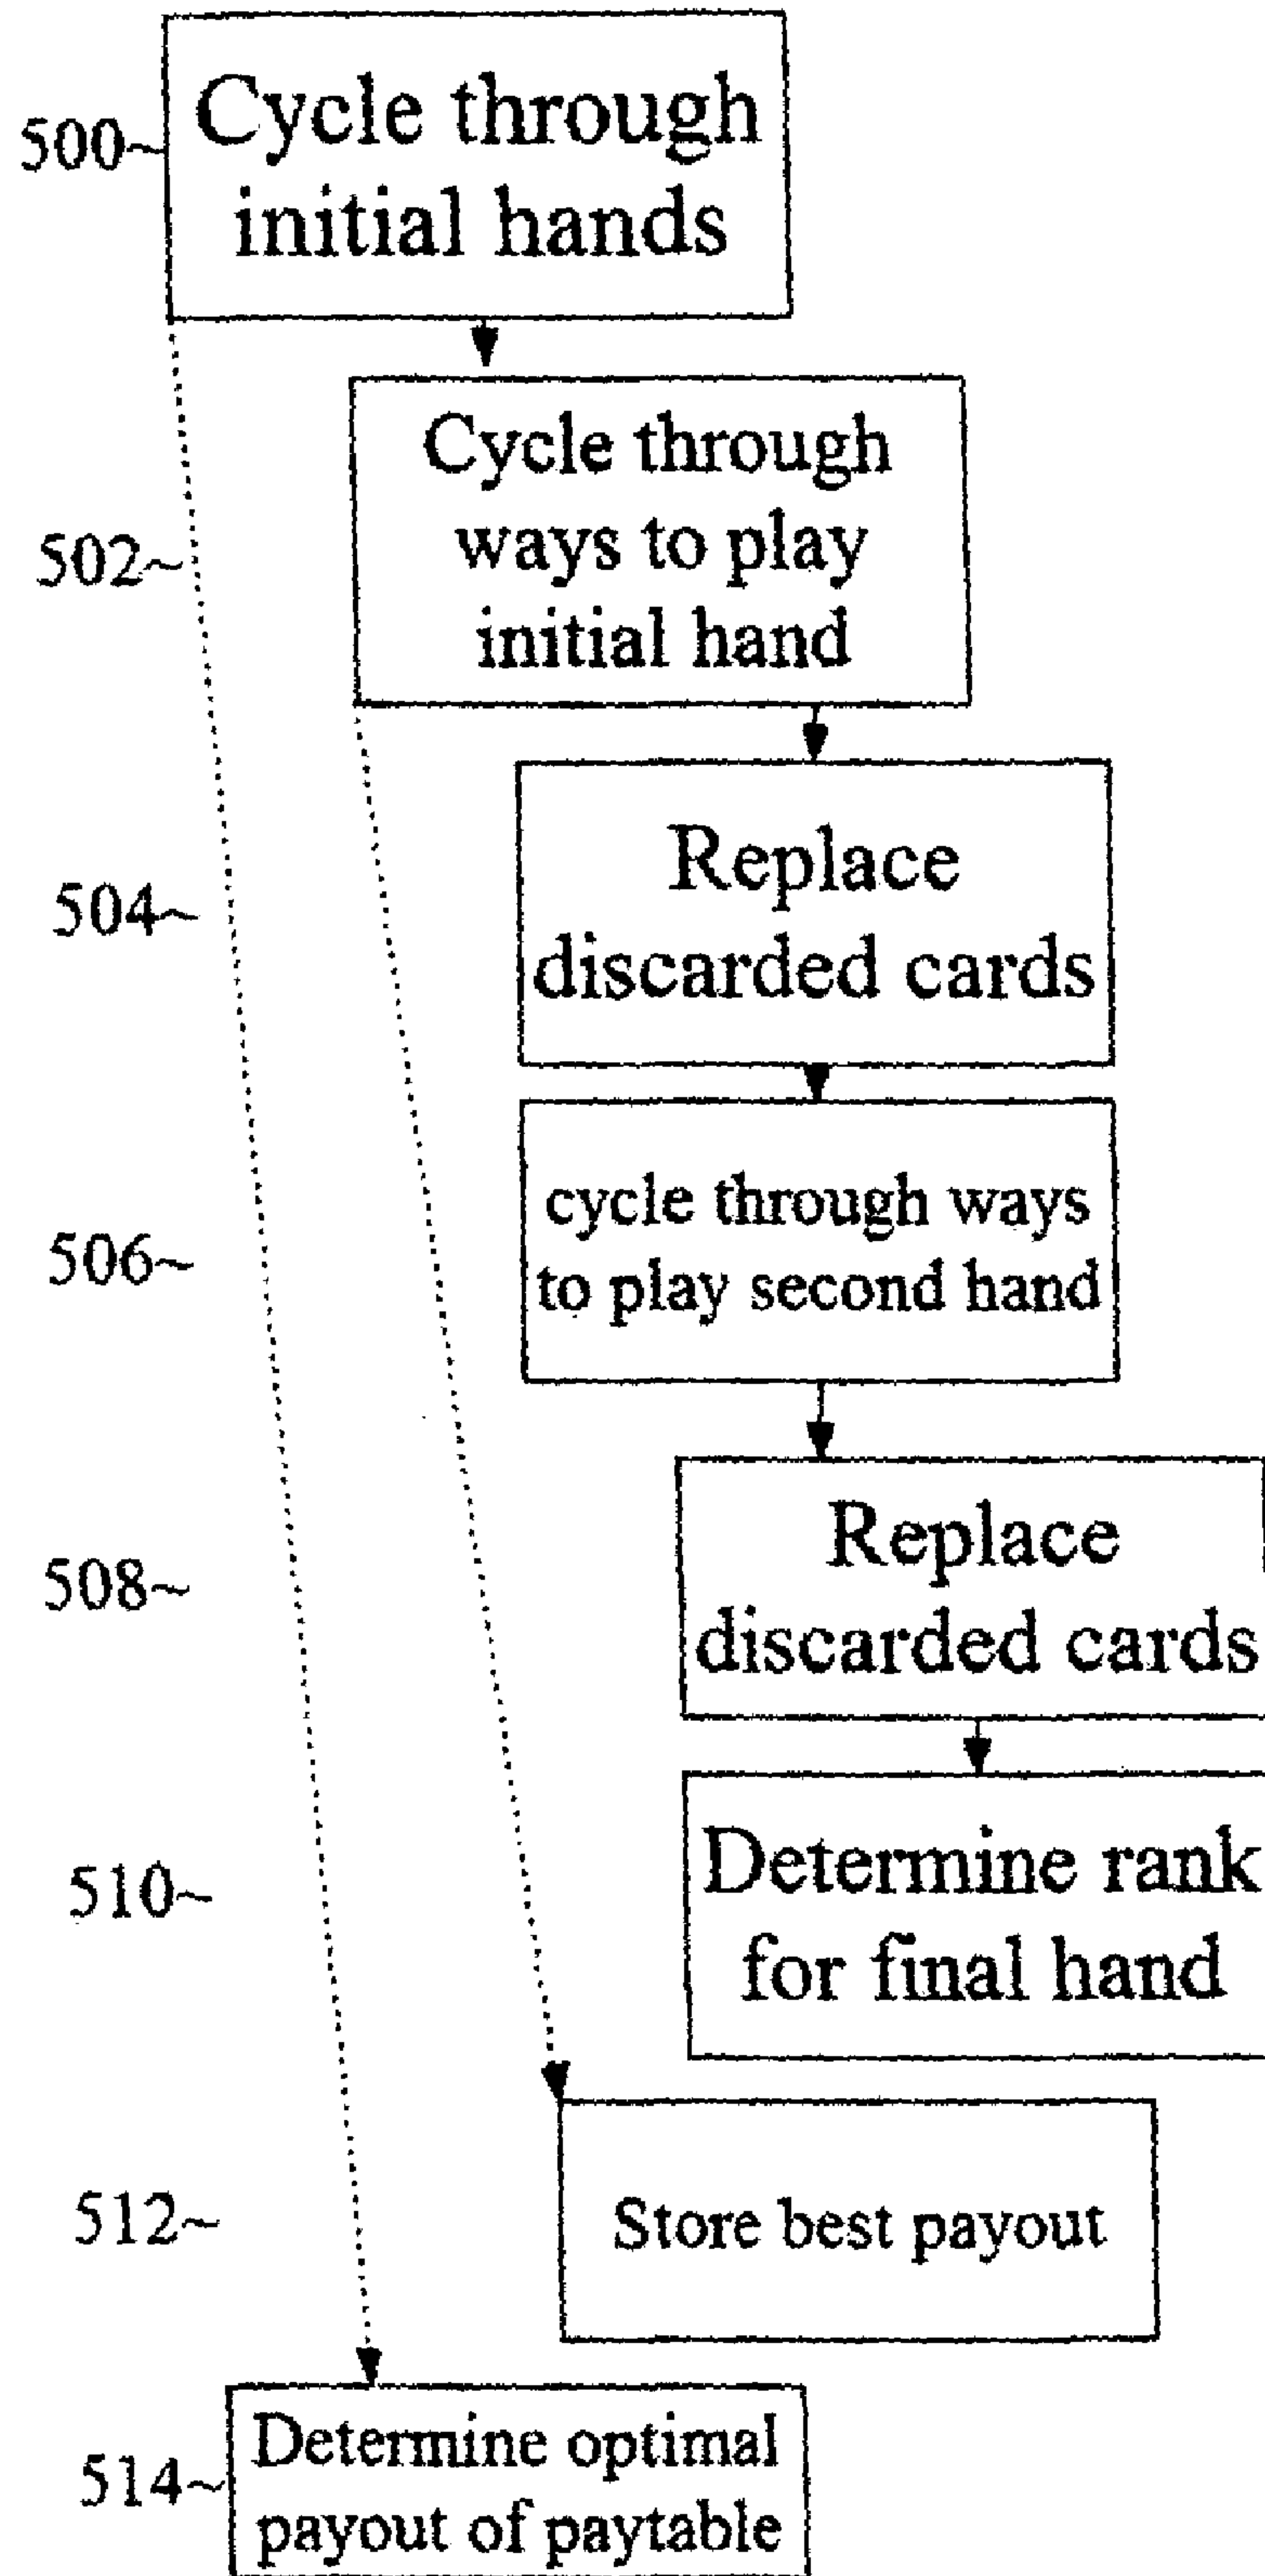 500~
Cycle through
initial hands
502~
Cycle through
ways to play
initial hand
504~
Replace
discarded cards
506~
cycle through ways
to play second hand
508~
Replace
discarded cards
510~
Determine rank
for final hand
512~
Store best payout
514~
Determine optimal
payout of paytable